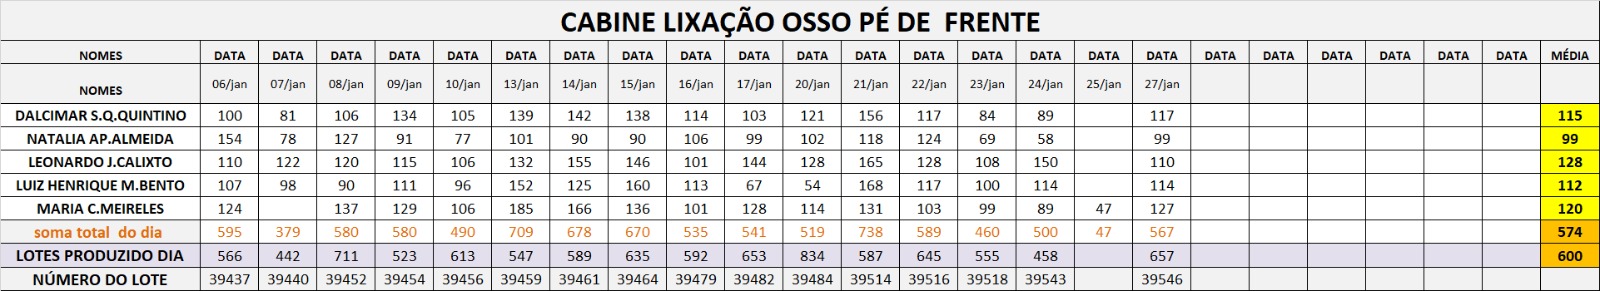 CABINE LIXAÇÃO OSSO PÉ DE FRENTE
NOMES DATA DATA DATA DATA DATA DATA DATA DATA DATA DATA DATA DATA DATA DATA DATA DATA DATA DATA DATA DATA DATA DATA DATA MÉDIA
NOMES 06/jan 07/jan 08/jan 09/jan 10/jan 13/jan 14/jan 15/jan 16/jan 17/jan 20/jan 21/jan 22/jan 23/jan 24/jan 25/jan 27/jan
DALCIMAR S.Q.QUINTINO 100 81 106 134 105 139 142 138 114 103 121 156 117 84 89 117 115
NATALIA AP.ALMEIDA 154 78 127 91 77 101 90 90 106 99 102 118 124 69 58 99 99
LEONARDO J.CALIXTO 110 122 120 115 106 132 155 146 101 144 128 165 128 108 150 110 128
LUIZ HENRIQUE M.BENTO 107 98 90 111 96 152 125 160 113 67 54 168 117 100 114 114 112
MARIA C.MEIRELES 124 137 129 106 185 166 136 101 128 114 131 103 99 89 47 127 120
soma total do dia 595 379 580 580 490 709 678 670 535 541 519 738 589 460 500 47 567 574
LOTES PRODUZIDO DIA 566 442 711 523 613 547 589 635 592 653 834 587 645 555 458 657 600
NÚMERO DO LOTE 39437 39440 39452 39454 39456 39459 39461 39464 39479 39482 39484 39514 39516 39518 39543 39546